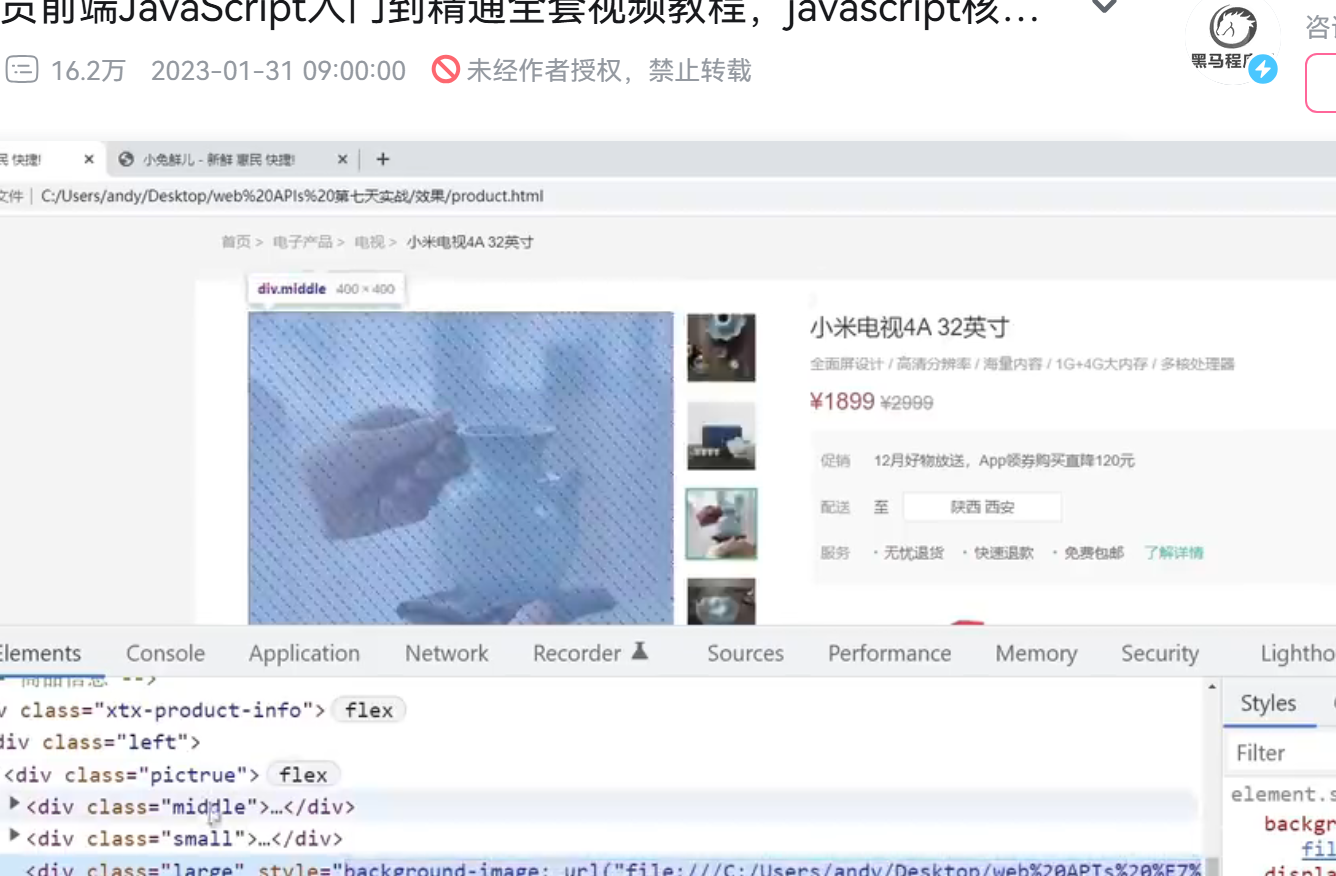 页前端JavaScript入门到精通全套视频教程，javascript核…
16.2万 2023-01-31 09:00:00 未经作者授权，禁止转载
黑马程
咨
民 快捷! × 小兔鲜儿 - 新鲜 惠民 快捷! × +
文件 | C:/Users/andy/Desktop/web%20APIs%20第七天实战/效果/product.html
首页 > 电子产品 > 电视 > 小米电视4A 32英寸
div.middle 400 × 400
小米电视4A 32英寸
全面屏设计 / 高清分辨率 / 海量内容 / 1G+4G大内存 / 多核处理器
¥1899 ¥2999
促销 12月好物放送，App领券购买直降120元
配送 至 陕西 西安
服务 · 无忧退货 · 快速退款 · 免费包邮 了解详情
Elements Console Application Network Recorder Sources Performance Memory Security Lightho
商品信息 -->
v class="xtx-product-info"> flex
div class="left">
<div class="pictrue"> flex
<div class="middle">…</div>
<div class="small">…</div>
<div class="large" style="background-image: url("file:///C:/Users/andy/Desktop/web%20APIs%20%E7%
Styles
Filter
element.s
backgr
fil
displa